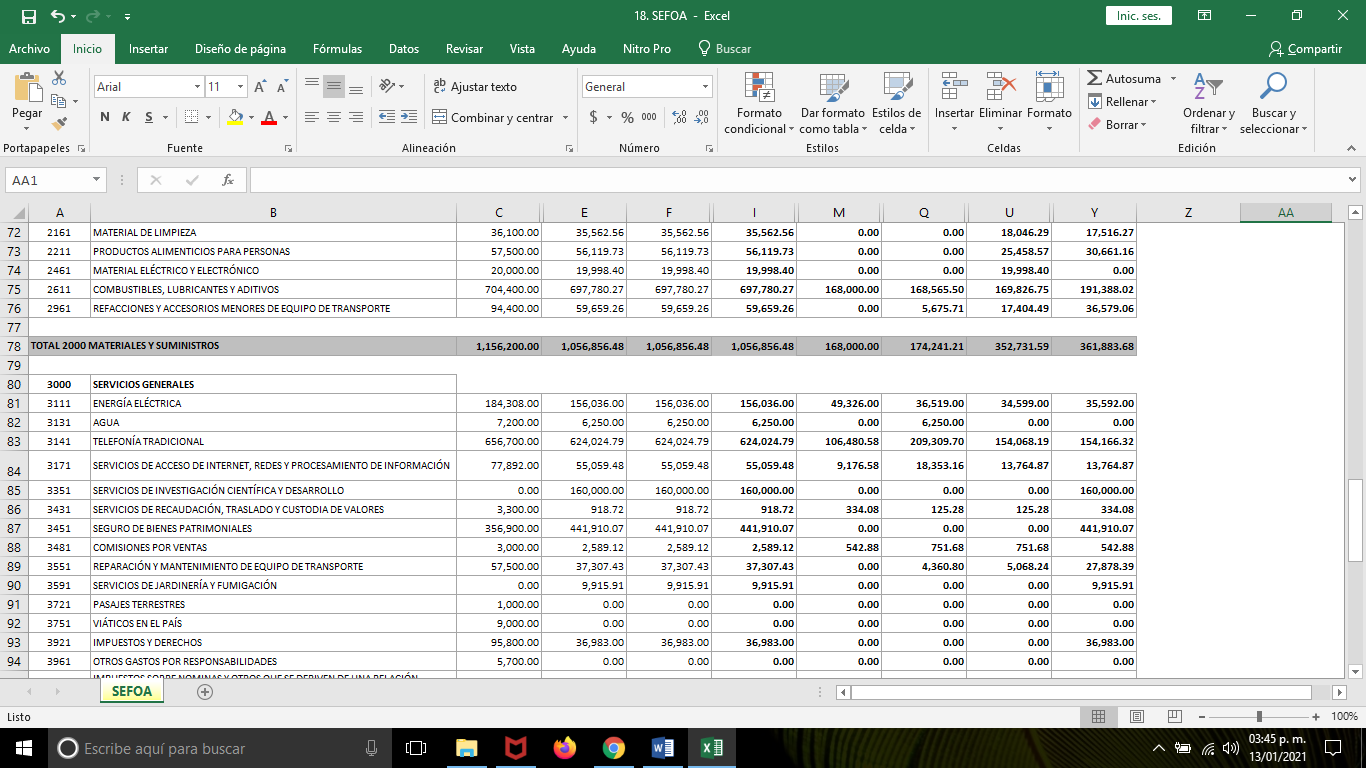 18. SEFOA - Excel
Inic. ses.
Archivo Inicio Insertar Diseño de página Fórmulas Datos Revisar Vista Ayuda Nitro Pro Buscar Compartir
Pegar
Portapapeles
Arial 11
N K S
Fuente
Ajustar texto
Combinar y centrar
Alineación
General
$ % 000
Número
Formato condicional
Dar formato como tabla
Estilos de celda
Estilos
Insertar Eliminar Formato
Celdas
Autosuma
Rellenar
Borrar
Ordenar y filtrar
Buscar y seleccionar
Edición
AA1 fx
A B C E F I M Q U Y Z AA
72 2161 MATERIAL DE LIMPIEZA 36,100.00 35,562.56 35,562.56 35,562.56 0.00 0.00 18,046.29 17,516.27
73 2211 PRODUCTOS ALIMENTICIOS PARA PERSONAS 57,500.00 56,119.73 56,119.73 56,119.73 0.00 0.00 25,458.57 30,661.16
74 2461 MATERIAL ELÉCTRICO Y ELECTRÓNICO 20,000.00 19,998.40 19,998.40 19,998.40 0.00 0.00 19,998.40 0.00
75 2611 COMBUSTIBLES, LUBRICANTES Y ADITIVOS 704,400.00 697,780.27 697,780.27 697,780.27 168,000.00 168,565.50 169,826.75 191,388.02
76 2961 REFACCIONES Y ACCESORIOS MENORES DE EQUIPO DE TRANSPORTE 94,400.00 59,659.26 59,659.26 59,659.26 0.00 5,675.71 17,404.49 36,579.06
77
78 TOTAL 2000 MATERIALES Y SUMINISTROS 1,156,200.00 1,056,856.48 1,056,856.48 1,056,856.48 168,000.00 174,241.21 352,731.59 361,883.68
79
80 3000 SERVICIOS GENERALES
81 3111 ENERGÍA ELÉCTRICA 184,308.00 156,036.00 156,036.00 156,036.00 49,326.00 36,519.00 34,599.00 35,592.00
82 3131 AGUA 7,200.00 6,250.00 6,250.00 6,250.00 0.00 6,250.00 0.00 0.00
83 3141 TELEFONÍA TRADICIONAL 656,700.00 624,024.79 624,024.79 624,024.79 106,480.58 209,309.70 154,068.19 154,166.32
84 3171 SERVICIOS DE ACCESO DE INTERNET, REDES Y PROCESAMIENTO DE INFORMACIÓN 77,892.00 55,059.48 55,059.48 55,059.48 9,176.58 18,353.16 13,764.87 13,764.87
85 3351 SERVICIOS DE INVESTIGACIÓN CIENTÍFICA Y DESARROLLO 0.00 160,000.00 160,000.00 160,000.00 0.00 0.00 0.00 160,000.00
86 3431 SERVICIOS DE RECAUDACIÓN, TRASLADO Y CUSTODIA DE VALORES 3,300.00 918.72 918.72 918.72 334.08 125.28 125.28 334.08
87 3451 SEGURO DE BIENES PATRIMONIALES 356,900.00 441,910.07 441,910.07 441,910.07 0.00 0.00 0.00 441,910.07
88 3481 COMISIONES POR VENTAS 3,000.00 2,589.12 2,589.12 2,589.12 542.88 751.68 751.68 542.88
89 3551 REPARACIÓN Y MANTENIMIENTO DE EQUIPO DE TRANSPORTE 57,500.00 37,307.43 37,307.43 37,307.43 0.00 4,360.80 5,068.24 27,878.39
90 3591 SERVICIOS DE JARDINERÍA Y FUMIGACIÓN 0.00 9,915.91 9,915.91 9,915.91 0.00 0.00 0.00 9,915.91
91 3721 PASAJES TERRESTRES 1,000.00 0.00 0.00 0.00 0.00 0.00 0.00 0.00
92 3751 VIÁTICOS EN EL PAÍS 9,000.00 0.00 0.00 0.00 0.00 0.00 0.00 0.00
93 3921 IMPUESTOS Y DERECHOS 95,800.00 36,983.00 36,983.00 36,983.00 0.00 0.00 0.00 36,983.00
94 3961 OTROS GASTOS POR RESPONSABILIDADES 5,700.00 0.00 0.00 0.00 0.00 0.00 0.00 0.00
IMPUESTOS SOBRE NOMINAS Y OTROS QUE SE DERIVEN DE UNA RELACIÓN
SEFOA
Listo 100%
Escribe aquí para buscar
03:45 p. m.
13/01/2021